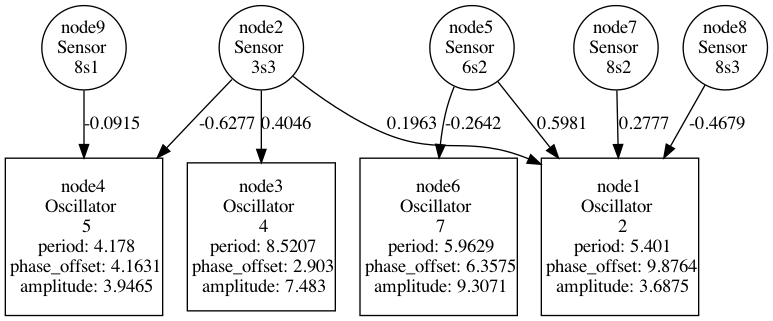 node9
Sensor
8s1
node2
Sensor
3s3
node5
Sensor
6s2
node7
Sensor
8s2
node8
Sensor
8s3
-0.0915
-0.6277
0.4046
0.1963
-0.2642
0.5981
0.2777
-0.4679
node4
Oscillator
5
period: 4.178
phase_offset: 4.1631
amplitude: 3.9465
node3
Oscillator
4
period: 8.5207
phase_offset: 2.903
amplitude: 7.483
node6
Oscillator
7
period: 5.9629
phase_offset: 6.3575
amplitude: 9.3071
node1
Oscillator
2
period: 5.401
phase_offset: 9.8764
amplitude: 3.6875